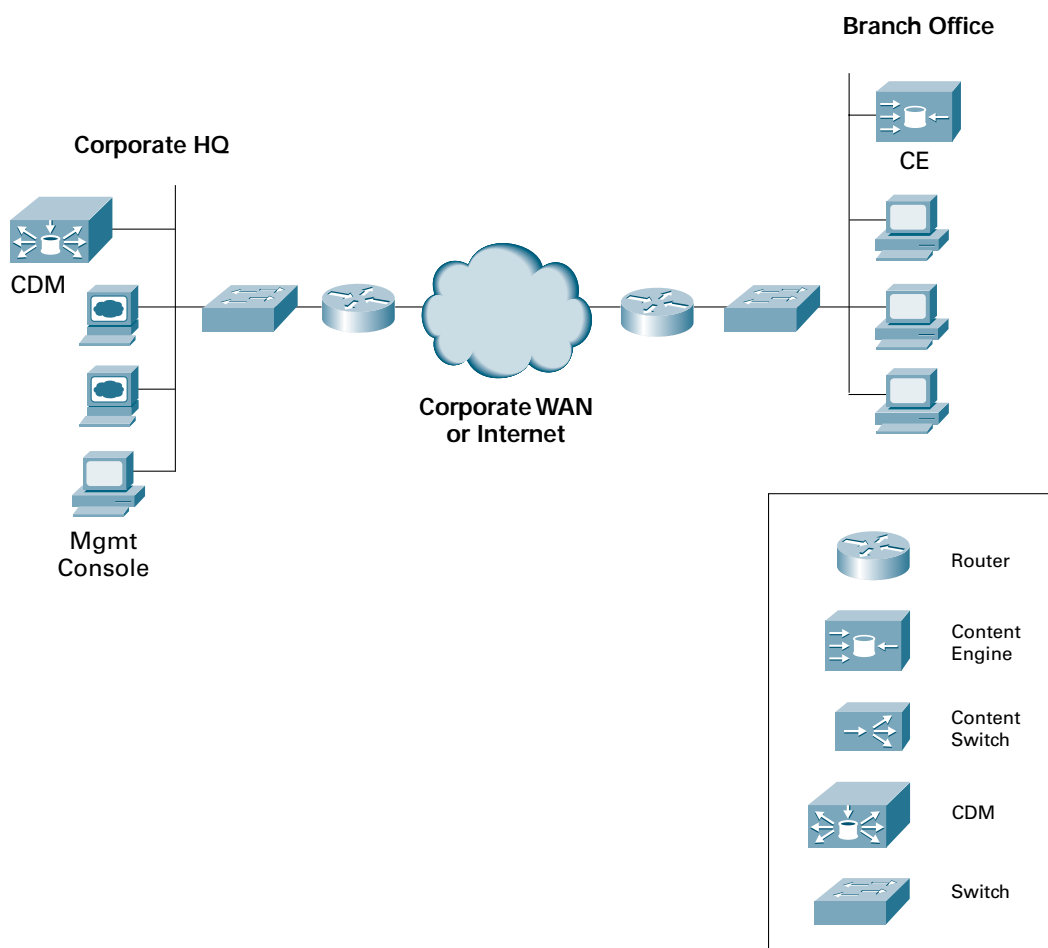 Branch Office
CE
Corporate HQ
CDM
Corporate WAN
or Internet
Mgmt
Console
Router
Content
Engine
Content
Switch
CDM
Switch